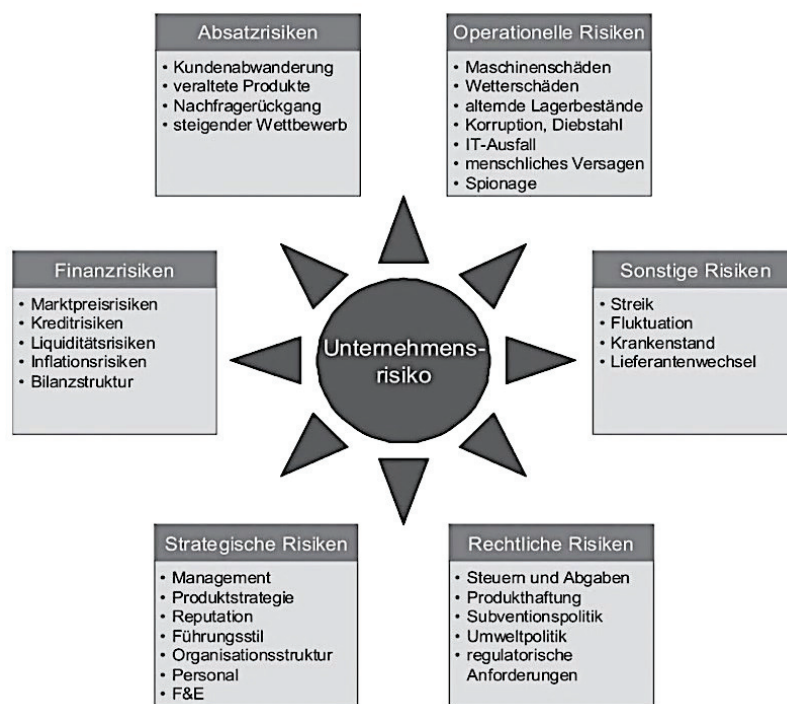 Absatzrisiken
• Kundenabwanderung
• veraltete Produkte
• Nachfragerückgang
• steigender Wettbewerb
Operationelle Risiken
• Maschinenschäden
• Wetterschäden
• alternde Lagerbestände
• Korruption, Diebstahl
• IT-Ausfall
• menschliches Versagen
• Spionage
Finanzrisiken
• Marktpreisrisiken
• Kreditrisiken
• Liquiditätsrisiken
• Inflationsrisiken
• Bilanzstruktur
Unternehmens-
risiko
Sonstige Risiken
• Streik
• Fluktuation
• Krankenstand
• Lieferantenwechsel
Strategische Risiken
• Management
• Produktstrategie
• Reputation
• Führungsstil
• Organisationsstruktur
• Personal
• F&E
Rechtliche Risiken
• Steuern und Abgaben
• Produkthaftung
• Subventionspolitik
• Umweltpolitik
• regulatorische
Anforderungen